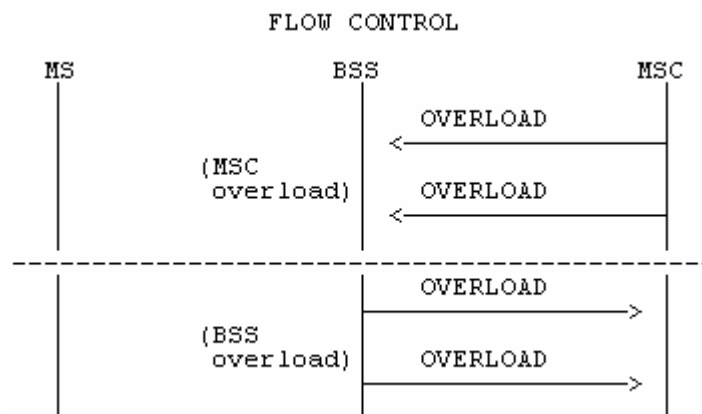 FLOW CONTROL
MS BSS MSC
OVERLOAD
(MSC
overload)
OVERLOAD
OVERLOAD
(BSS
overload)
OVERLOAD